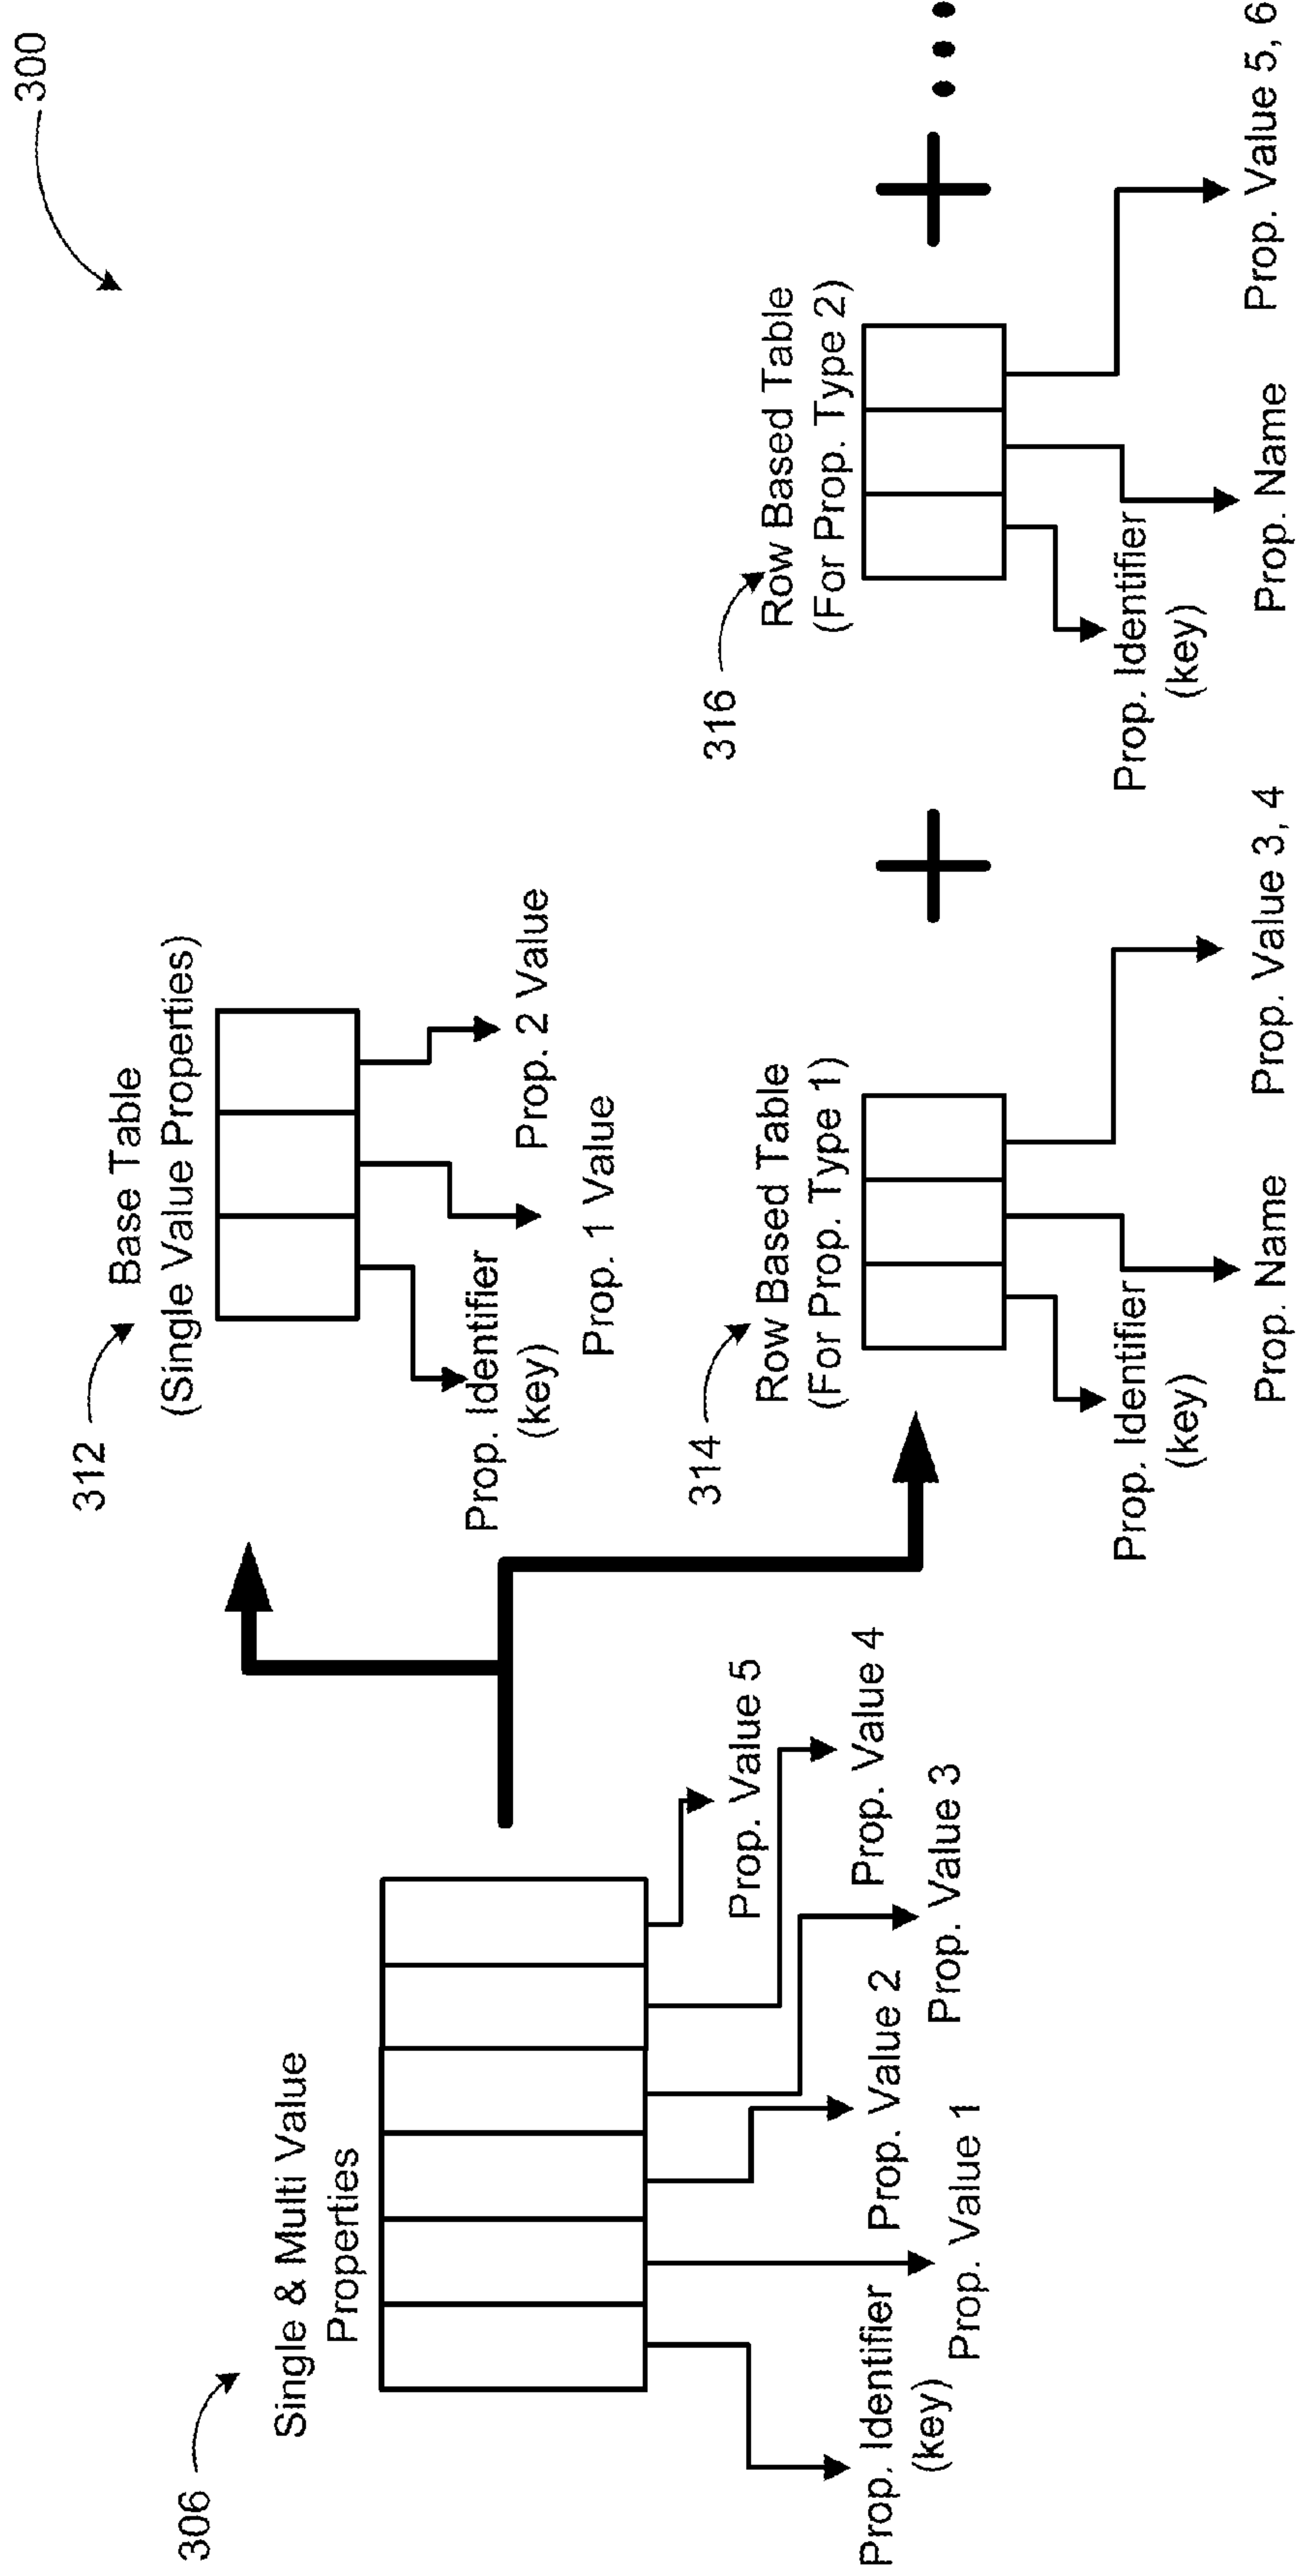 300
306
Single & Multi Value
Properties
Prop. Identifier
(key)
Prop. Value 1
Prop. Value 2
Prop. Value 3
Prop. Value 4
Prop. Value 5
312
Base Table
(Single Value Properties)
Prop. Identifier
(key)
Prop. 1 Value
Prop. 2 Value
314
Row Based Table
(For Prop. Type 1)
Prop. Identifier
(key)
Prop. Name
Prop. Value 3, 4
316
Row Based Table
(For Prop. Type 2)
Prop. Identifier
(key)
Prop. Name
Prop. Value 5, 6